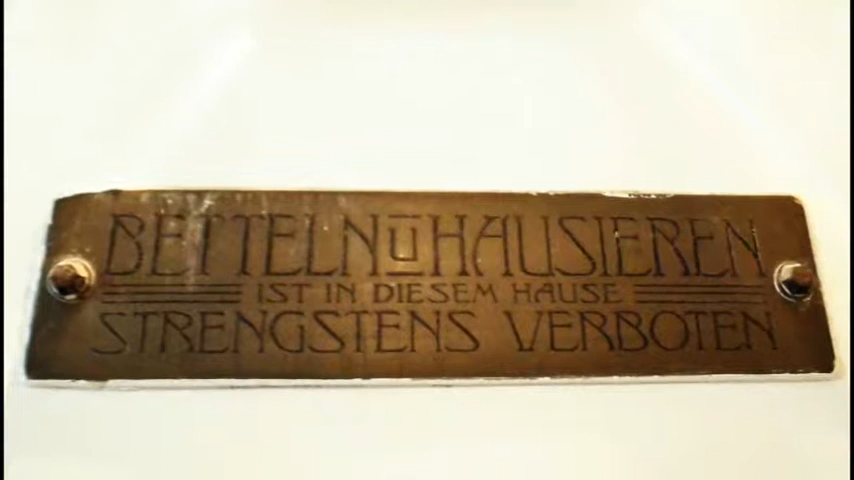 BETTELN ū HAUSIEREN
IST IN DIESEM HAUSE
STRENGSTENS VERBOTEN